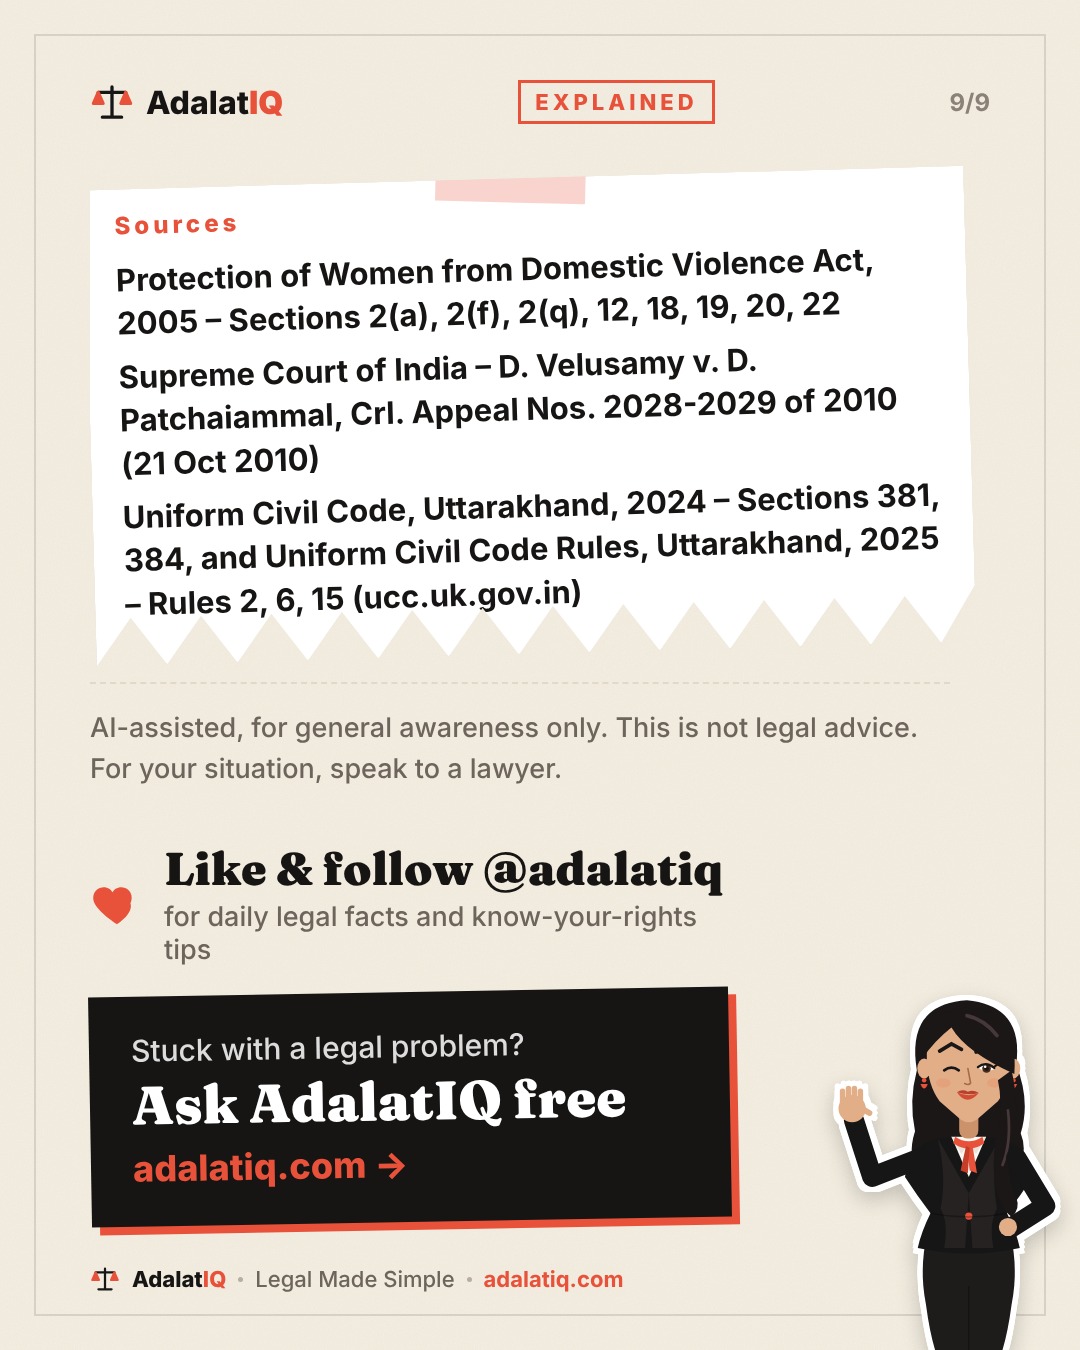 AdalatIQ
EXPLAINED
9/9
Sources
Protection of Women from Domestic Violence Act,
2005 – Sections 2(a), 2(f), 2(q), 12, 18, 19, 20, 22
Supreme Court of India – D. Velusamy v. D.
Patchaiammal, Crl. Appeal Nos. 2028-2029 of 2010
(21 Oct 2010)
Uniform Civil Code, Uttarakhand, 2024 – Sections 381,
384, and Uniform Civil Code Rules, Uttarakhand, 2025
– Rules 2, 6, 15 (ucc.uk.gov.in)
AI-assisted, for general awareness only. This is not legal advice.
For your situation, speak to a lawyer.
Like & follow @adalatiq
for daily legal facts and know-your-rights
tips
Stuck with a legal problem?
Ask AdalatIQ free
adalatiq.com →
AdalatIQ • Legal Made Simple • adalatiq.com